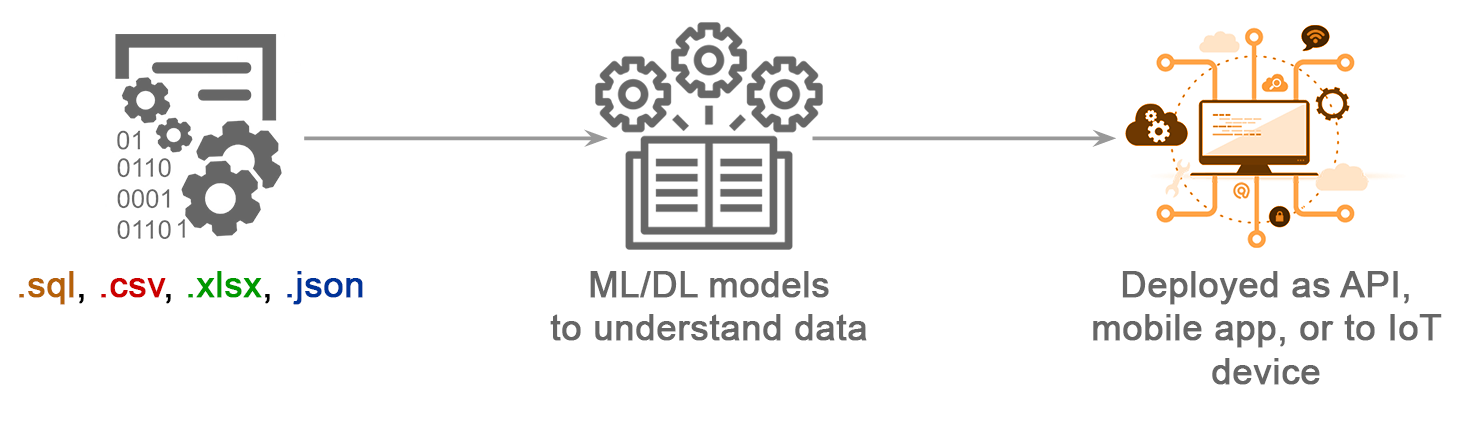 01
0110
0001
0110 1
.sql, .csv, .xlsx, .json
ML/DL models
to understand data
Deployed as API,
mobile app, or to IoT
device